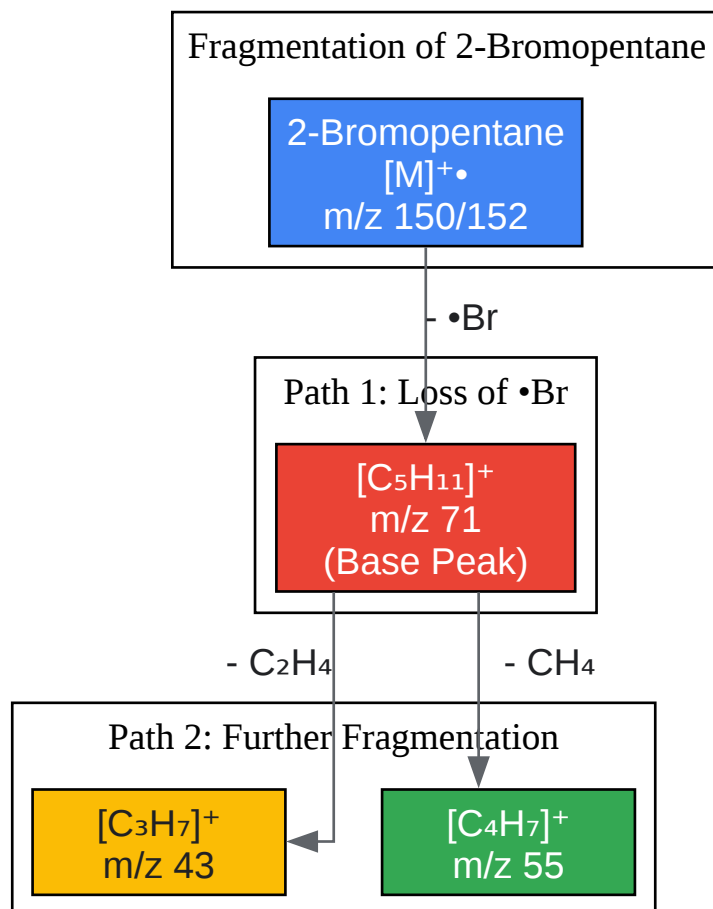 Fragmentation of 2-Bromopentane
2-Bromopentane
[M]⁺•
m/z 150/152
- •Br
Path 1: Loss of •Br
[C₅H₁₁]⁺
m/z 71
(Base Peak)
- C₂H₄
- CH₄
Path 2: Further Fragmentation
[C₃H₇]⁺
m/z 43
[C₄H₇]⁺
m/z 55